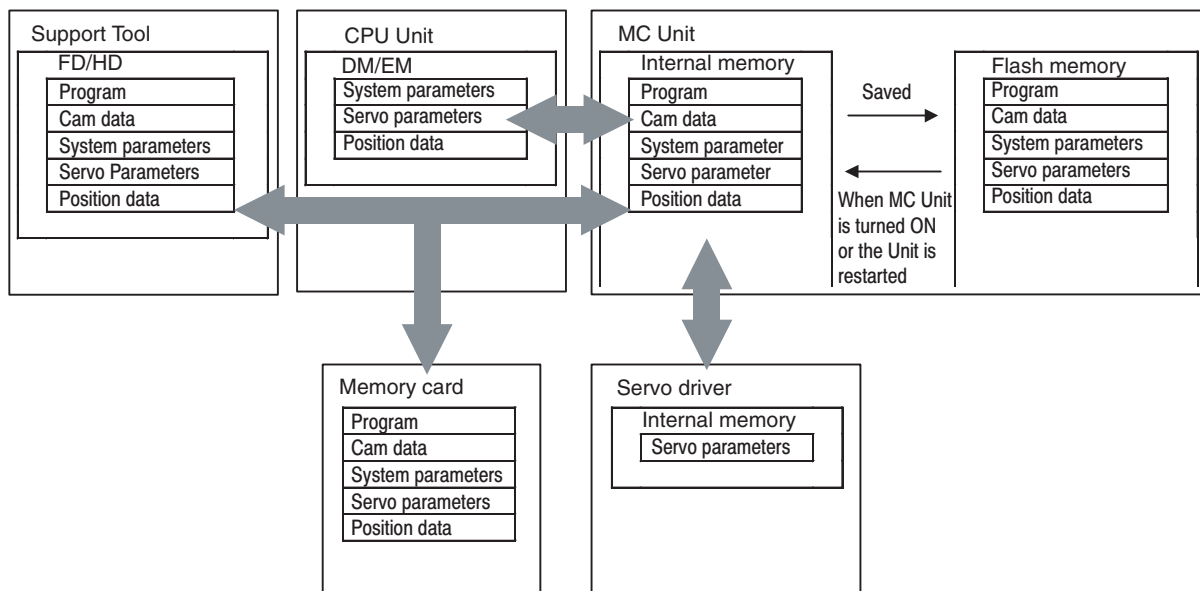 Support Tool
FD/HD
Program
Cam data
System parameters
Servo Parameters
Position data
CPU Unit
DM/EM
System parameters
Servo parameters
Position data
MC Unit
Internal memory
Program
Cam data
System parameter
Servo parameter
Position data
Saved
When MC Unit
is turned ON
or the Unit is
restarted
Flash memory
Program
Cam data
System parameters
Servo parameters
Position data
Memory card
Program
Cam data
System parameters
Servo parameters
Position data
Servo driver
Internal memory
Servo parameters